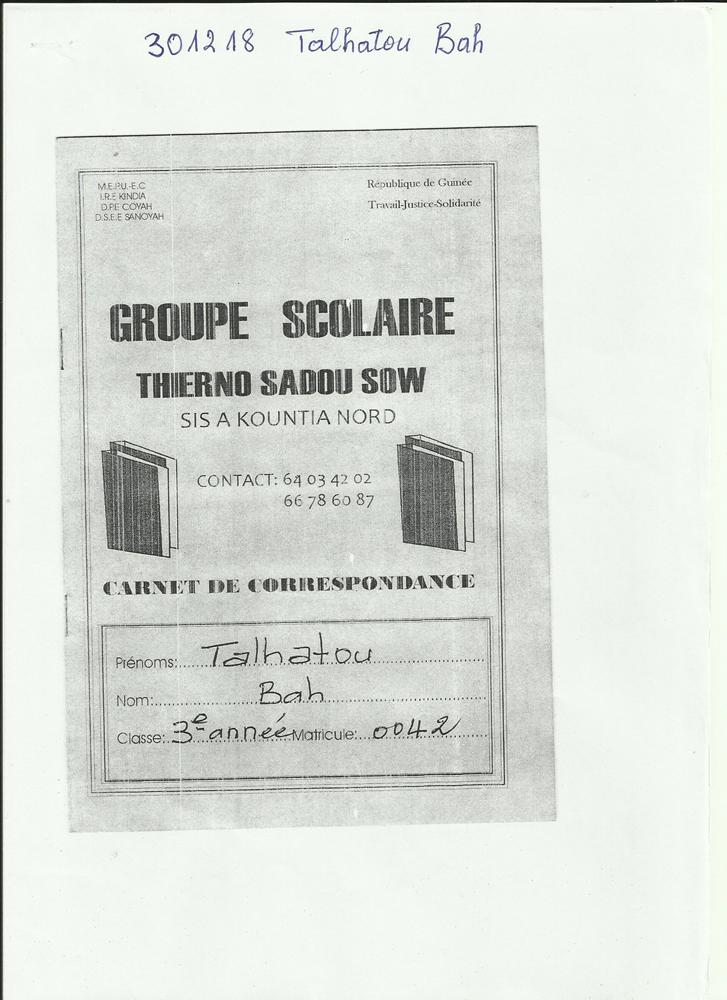 301218 Talhatou Bah
M.E.P.U.-E.C
I.R.E KINDIA
D.P.E COYAH
D.S.E.E SANOYAH
République de Guinée
Travail-Justice-Solidarité
GROUPE SCOLAIRE
THIERNO SADOU SOW
SIS A KOUNTIA NORD
CONTACT: 64 03 42 02
66 78 60 87
CARNET DE CORRESPONDANCE
Prénoms: Talhatou
Nom: Bah
Classe: 3e année Matricule: 0042